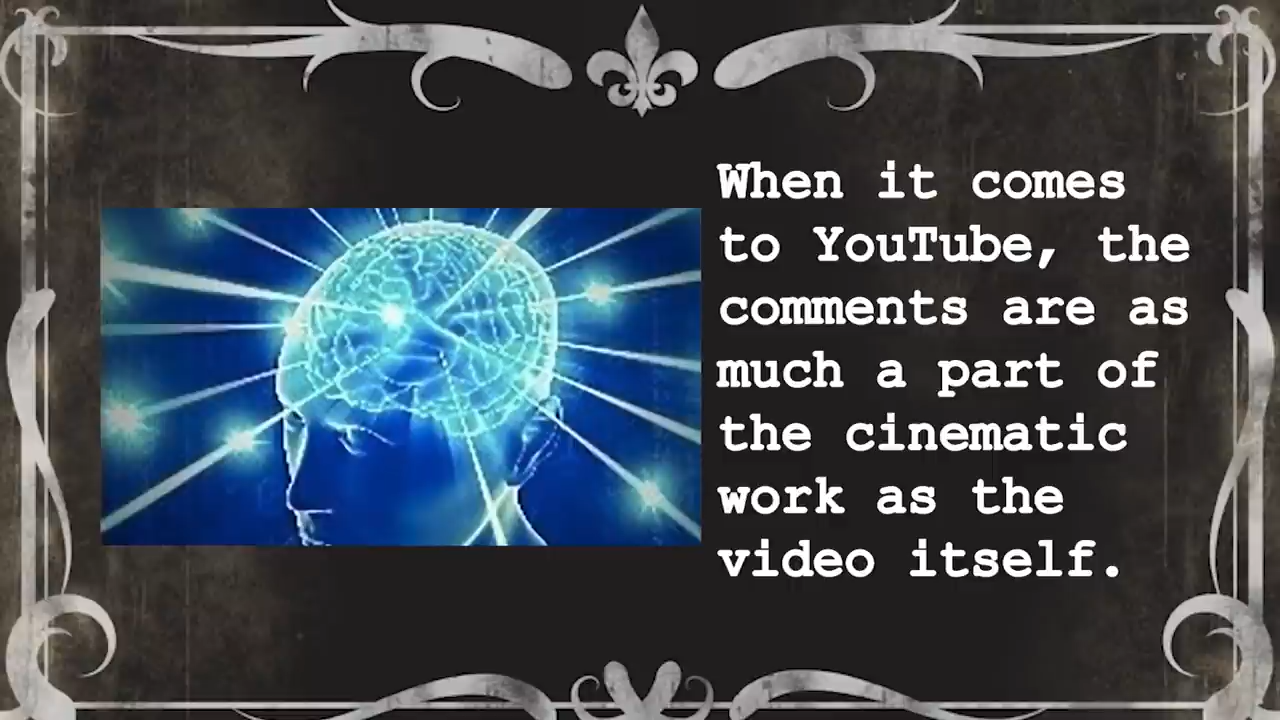 When it comes
to YouTube, the
comments are as
much a part of
the cinematic
work as the
video itself.